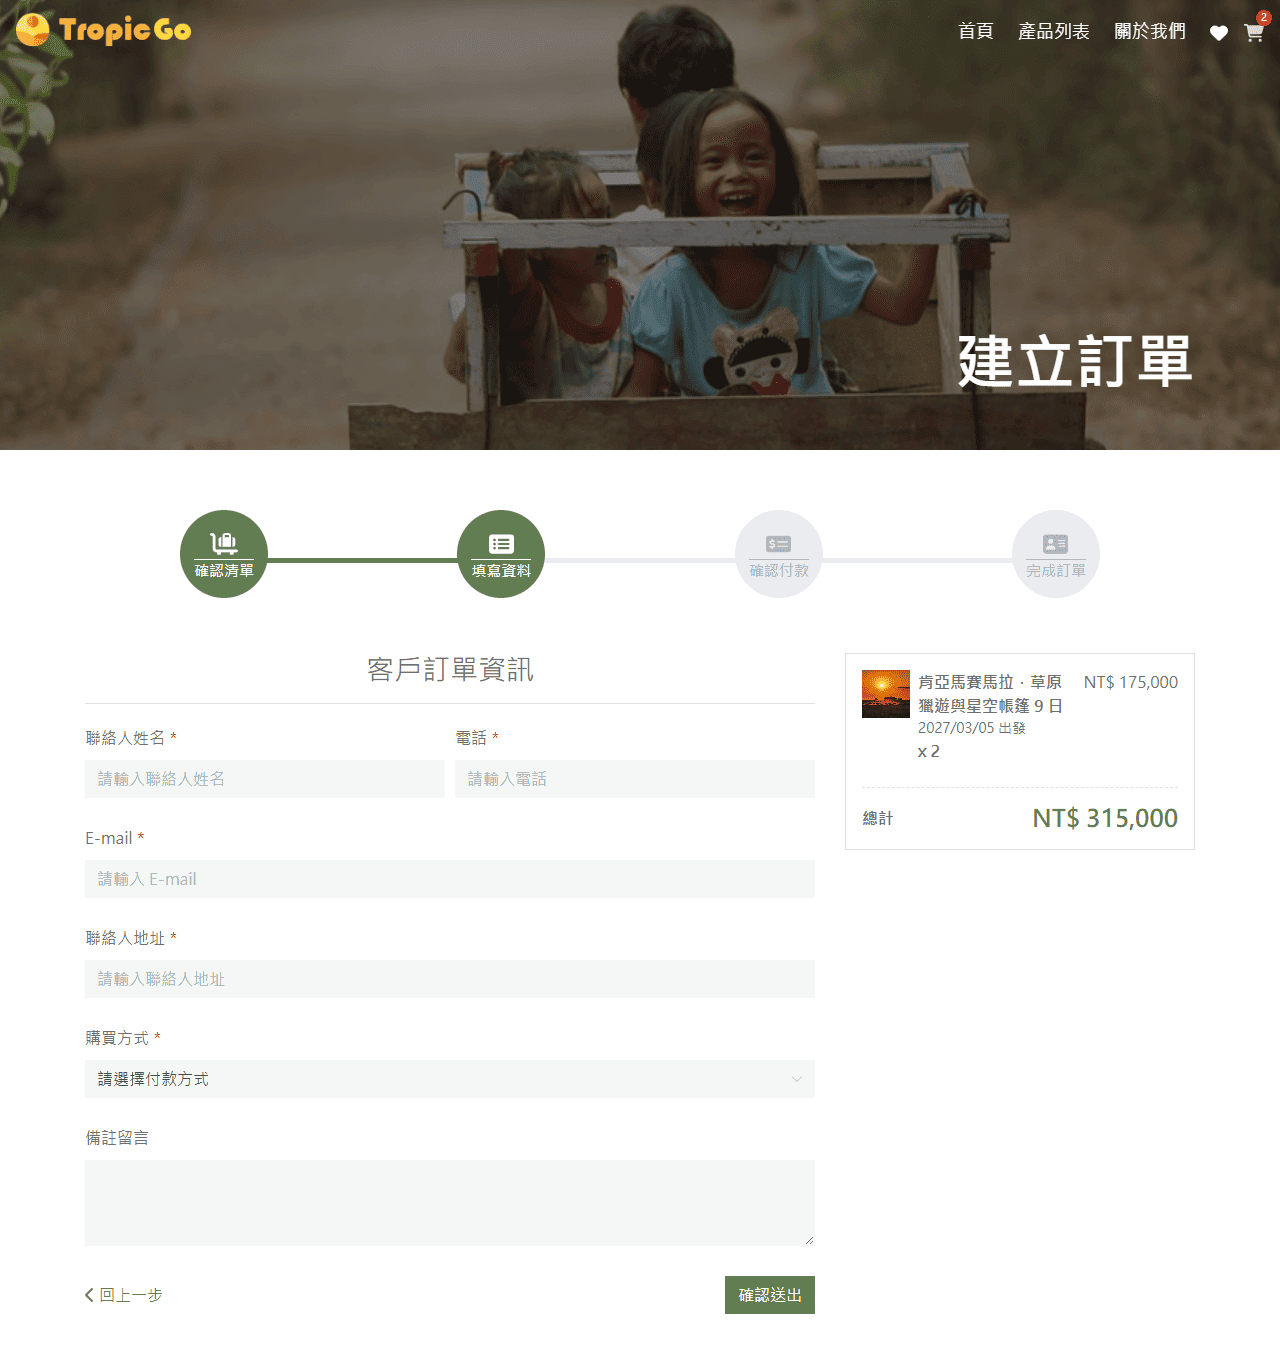 TropicGo
首頁 產品列表 關於我們 2
建立訂單
確認清單 填寫資料 確認付款 完成訂單
客戶訂單資訊
聯絡人姓名 * 電話 *
請輸入聯絡人姓名 請輸入電話
E-mail *
請輸入 E-mail
聯絡人地址 *
請輸入聯絡人地址
購買方式 *
請選擇付款方式
備註留言
回上一步 確認送出
肯亞馬賽馬拉・草原 NT$ 175,000
獵遊與星空帳篷 9 日
2027/03/05 出發
x 2
總計 NT$ 315,000